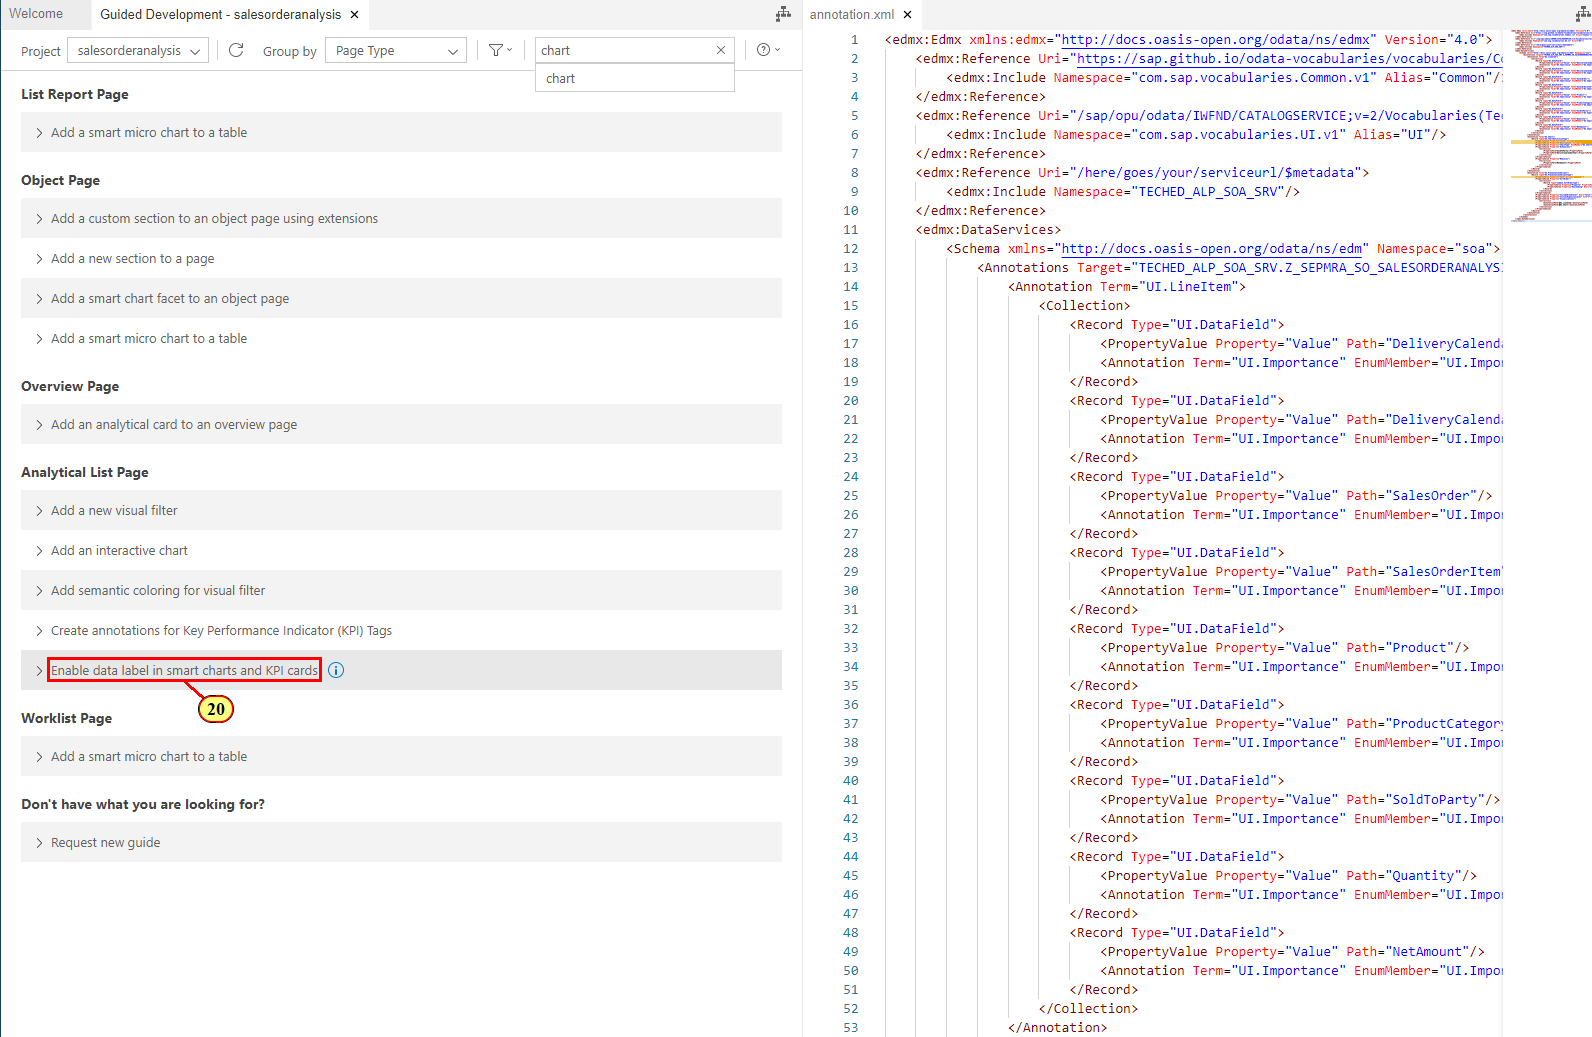 Welcome
Guided Development - salesorderanalysis
Project salesorderanalysis Group by Page Type chart
chart
List Report Page
Add a smart micro chart to a table
Object Page
Add a custom section to an object page using extensions
Add a new section to a page
Add a smart chart facet to an object page
Add a smart micro chart to a table
Overview Page
Add an analytical card to an overview page
Analytical List Page
Add a new visual filter
Add an interactive chart
Add semantic coloring for visual filter
Create annotations for Key Performance Indicator (KPI) Tags
Enable data label in smart charts and KPI cards
20
Worklist Page
Add a smart micro chart to a table
Don't have what you are looking for?
Request new guide
annotation.xml
1 <edmx:Edmx xmlns:edmx="http://docs.oasis-open.org/odata/ns/edmx" Version="4.0">
2 <edmx:Reference Uri="https://sap.github.io/odata-vocabularies/vocabularies/Co
3 <edmx:Include Namespace="com.sap.vocabularies.Common.v1" Alias="Common"/
4 </edmx:Reference>
5 <edmx:Reference Uri="/sap/opu/odata/IWFND/CATALOGSERVICE;v=2/Vocabularies(Tec
6 <edmx:Include Namespace="com.sap.vocabularies.UI.v1" Alias="UI"/>
7 </edmx:Reference>
8 <edmx:Reference Uri="/here/goes/your/serviceurl/$metadata">
9 <edmx:Include Namespace="TECHED_ALP_SOA_SRV"/>
10 </edmx:Reference>
11 <edmx:DataServices>
12 <Schema xmlns="http://docs.oasis-open.org/odata/ns/edm" Namespace="soa">
13 <Annotations Target="TECHED_ALP_SOA_SRV.Z_SEPMRA_SO_SALESORDERANALYS
14 <Annotation Term="UI.LineItem">
15 <Collection>
16 <Record Type="UI.DataField">
17 <PropertyValue Property="Value" Path="DeliveryCalenda
18 <Annotation Term="UI.Importance" EnumMember="UI.Impor
19 </Record>
20 <Record Type="UI.DataField">
21 <PropertyValue Property="Value" Path="DeliveryCalenda
22 <Annotation Term="UI.Importance" EnumMember="UI.Impor
23 </Record>
24 <Record Type="UI.DataField">
25 <PropertyValue Property="Value" Path="SalesOrder"/>
26 <Annotation Term="UI.Importance" EnumMember="UI.Impor
27 </Record>
28 <Record Type="UI.DataField">
29 <PropertyValue Property="Value" Path="SalesOrderItem"
30 <Annotation Term="UI.Importance" EnumMember="UI.Impor
31 </Record>
32 <Record Type="UI.DataField">
33 <PropertyValue Property="Value" Path="Product"/>
34 <Annotation Term="UI.Importance" EnumMember="UI.Impor
35 </Record>
36 <Record Type="UI.DataField">
37 <PropertyValue Property="Value" Path="ProductCategory
38 <Annotation Term="UI.Importance" EnumMember="UI.Impor
39 </Record>
40 <Record Type="UI.DataField">
41 <PropertyValue Property="Value" Path="SoldToParty"/>
42 <Annotation Term="UI.Importance" EnumMember="UI.Impor
43 </Record>
44 <Record Type="UI.DataField">
45 <PropertyValue Property="Value" Path="Quantity"/>
46 <Annotation Term="UI.Importance" EnumMember="UI.Impor
47 </Record>
48 <Record Type="UI.DataField">
49 <PropertyValue Property="Value" Path="NetAmount"/>
50 <Annotation Term="UI.Importance" EnumMember="UI.Impor
51 </Record>
52 </Collection>
53 </Annotation>